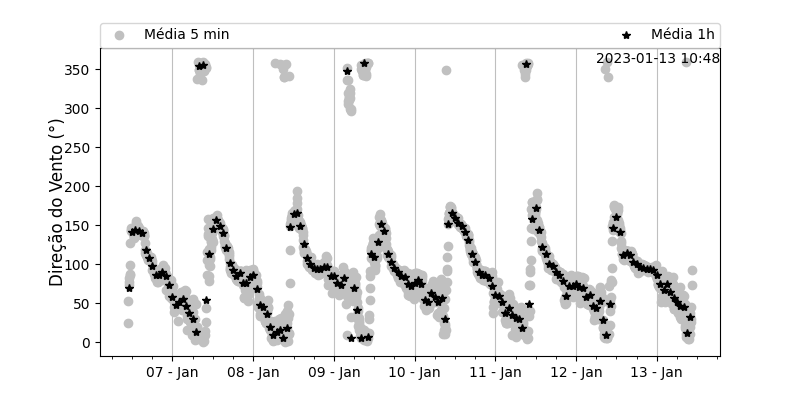 Média 5 min
Média 1h
2023-01-13 10:48
Direção do Vento (°)
350
300
250
200
150
100
50
0
07 - Jan
08 - Jan
09 - Jan
10 - Jan
11 - Jan
12 - Jan
13 - Jan